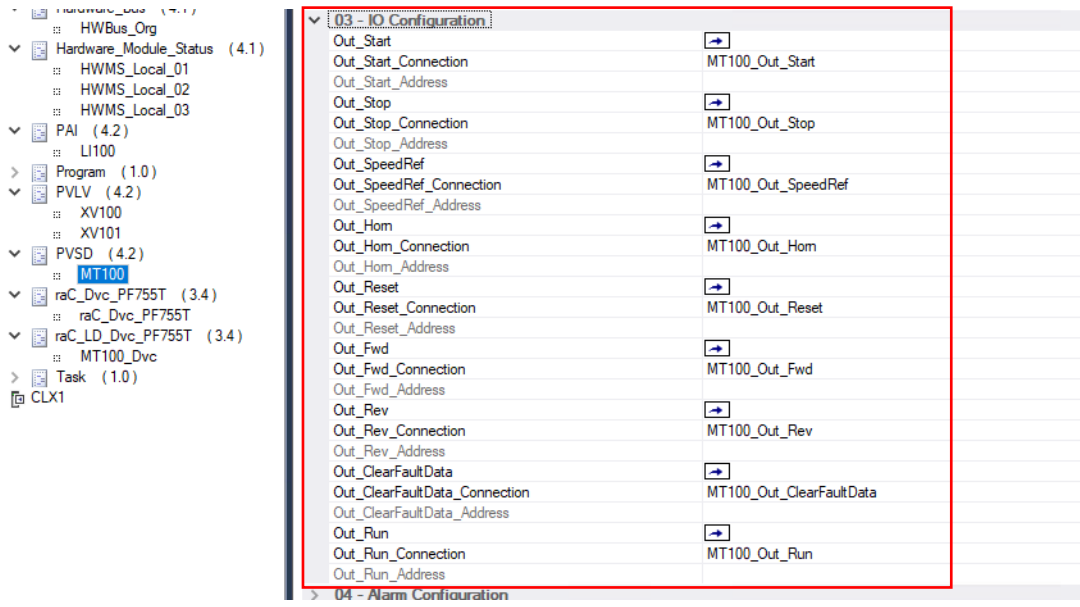 HWBus_Org
Hardware_Module_Status (4.1)
HWMS_Local_01
HWMS_Local_02
HWMS_Local_03
PAI (4.2)
LI100
Program (1.0)
PVLV (4.2)
XV100
XV101
PVSD (4.2)
MT100
raC_Dvc_PF755T (3.4)
raC_Dvc_PF755T
raC_LD_Dvc_PF755T (3.4)
MT100_Dvc
Task (1.0)
CLX1
03 - IO Configuration
Out_Start
Out_Start_Connection MT100_Out_Start
Out_Start_Address
Out_Stop
Out_Stop_Connection MT100_Out_Stop
Out_Stop_Address
Out_SpeedRef
Out_SpeedRef_Connection MT100_Out_SpeedRef
Out_SpeedRef_Address
Out_Horn
Out_Horn_Connection MT100_Out_Horn
Out_Horn_Address
Out_Reset
Out_Reset_Connection MT100_Out_Reset
Out_Reset_Address
Out_Fwd
Out_Fwd_Connection MT100_Out_Fwd
Out_Fwd_Address
Out_Rev
Out_Rev_Connection MT100_Out_Rev
Out_Rev_Address
Out_ClearFaultData
Out_ClearFaultData_Connection MT100_Out_ClearFaultData
Out_ClearFaultData_Address
Out_Run
Out_Run_Connection MT100_Out_Run
Out_Run_Address
04 - Alarm Configuration